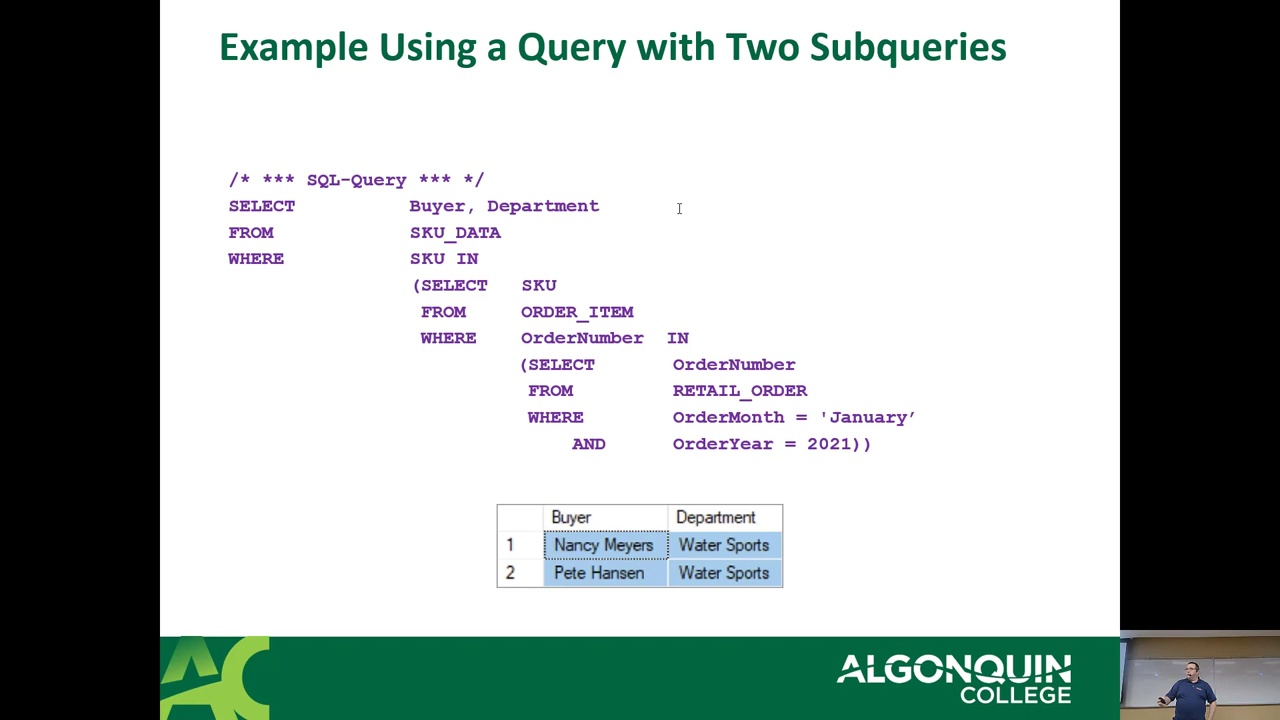 Example Using a Query with Two Subqueries
/* *** SQL-Query *** */
SELECT Buyer, Department
FROM SKU_DATA
WHERE SKU IN
(SELECT SKU
FROM ORDER_ITEM
WHERE OrderNumber IN
(SELECT OrderNumber
FROM RETAIL_ORDER
WHERE OrderMonth = 'January’
AND OrderYear = 2021))
Buyer Department
1 Nancy Meyers Water Sports
2 Pete Hansen Water Sports
AC
ALGONQUIN
COLLEGE